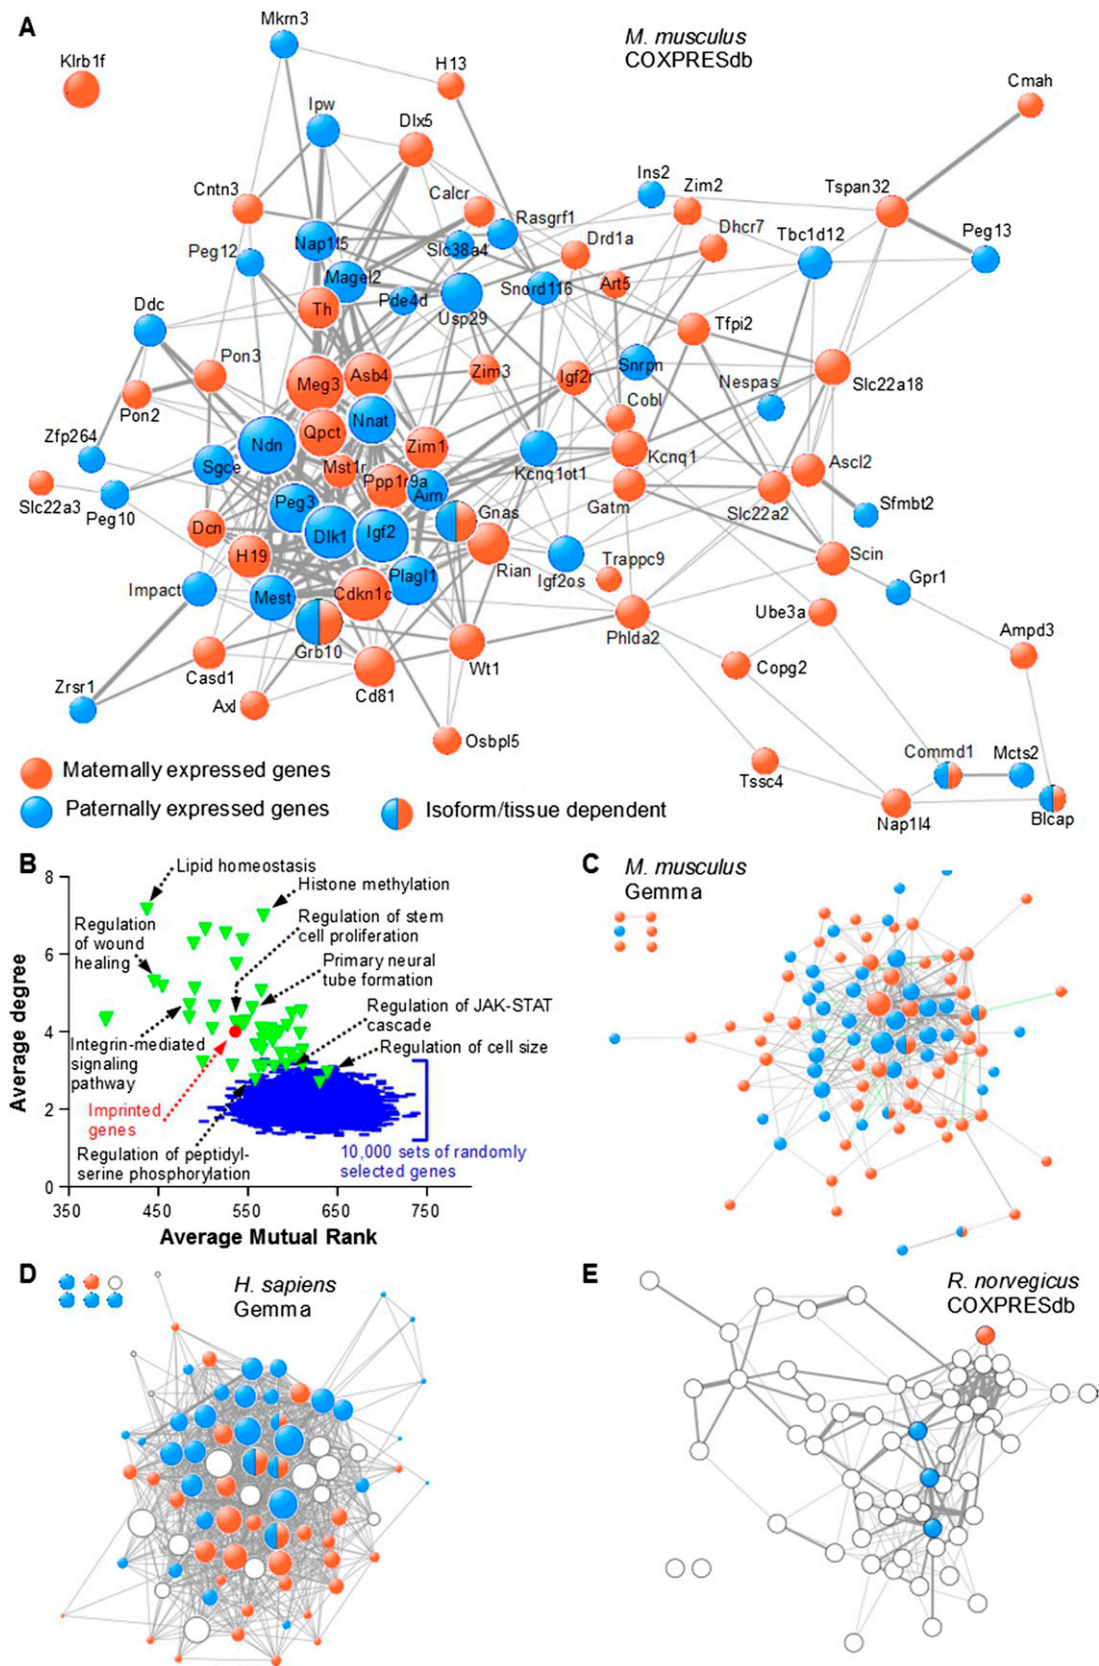 A
M. musculus
COXPRESdb
Mkrn3
Klrb1f
H13
Cmah
Ipw
Dlx5
Ins2
Zim2
Tspan32
Cntn3
Calcr
Rasgrf1
Dhcr7
Tbc1d12
Peg13
Nap1l5
Slc38a4
Drd1a
Peg12
Magel2
Pde4d
Snord116
Art5
Ddc
Th
Usp29
Tfpi2
Pon3
Meg3
Asb4
Zim3
Igf2r
Snrpn
Nespas
Slc22a18
Pon2
Cobl
Zfp264
Ndn
Qpct
Nnat
Zim1
Kcnq1ot1
Kcnq1
Sgce
Mst1r
Ppp1r9a
Airn
Ascl2
Slc22a3
Peg10
Peg3
Gnas
Gatm
Slc22a2
Sfmbt2
Dcn
Dlk1
Igf2
H19
Rian
Igf2os
Trappc9
Scin
Impact
Mest
Cdkn1c
Plagl1
Gpr1
Grb10
Phlda2
Ube3a
Ampd3
Casd1
Wt1
Copg2
Zrsr1
Axl
Cd81
Osbpl5
Commd1
Mcts2
Tssc4
Nap1l4
Blcap
Maternally expressed genes
Paternally expressed genes
Isoform/tissue dependent
B
Average degree
8
6
4
2
0
350
450
550
650
750
Average Mutual Rank
Lipid homeostasis
Histone methylation
Regulation
of wound
healing
Regulation of stem
cell proliferation
Primary neural
tube formation
Regulation of JAK-STAT
cascade
Integrin-mediated
signaling
pathway
Regulation of cell size
Imprinted
genes
Regulation of peptidyl-
serine phosphorylation
10,000 sets of randomly
selected genes
C
M. musculus
Gemma
D
H. sapiens
Gemma
E
R. norvegicus
COXPRESdb